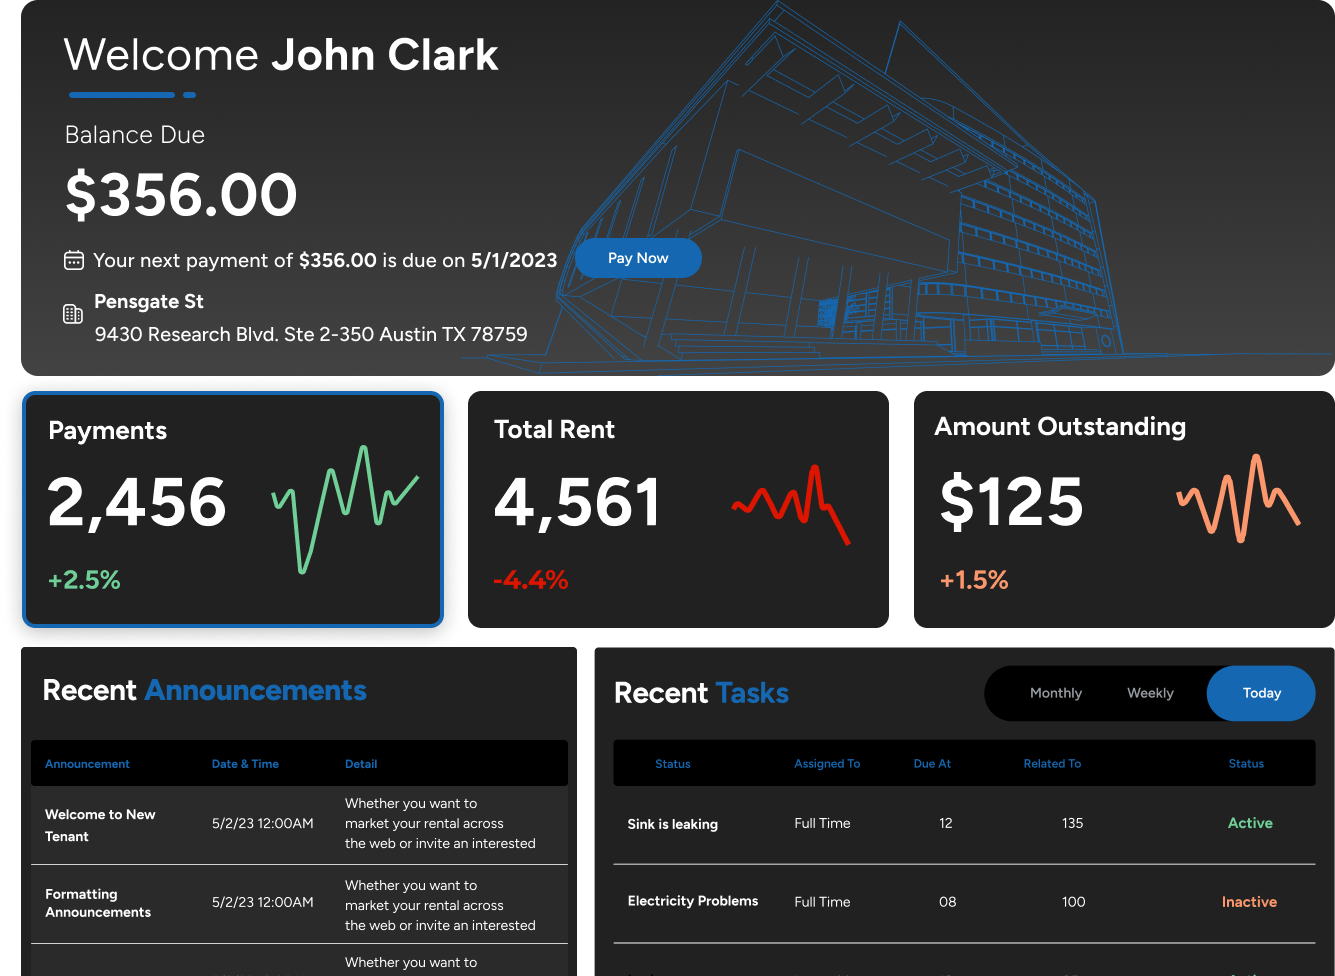 Welcome John Clark
Balance Due
$356.00
Your next payment of $356.00 is due on 5/1/2023
Pay Now
Pensgate St
9430 Research Blvd. Ste 2-350 Austin TX 78759
Payments
2,456
+2.5%
Total Rent
4,561
-4.4%
Amount Outstanding
$125
+1.5%
Recent Announcements
Announcement Date & Time Detail
Welcome to New
Tenant
5/2/23 12:00AM
Whether you want to
market your rental across
the web or invite an interested
Formatting
Announcements
5/2/23 12:00AM
Whether you want to
market your rental across
the web or invite an interested
Whether you want to
Recent Tasks
Monthly Weekly Today
Status Assigned To Due At Related To Status
Sink is leaking Full Time 12 135 Active
Electricity Problems Full Time 08 100 Inactive